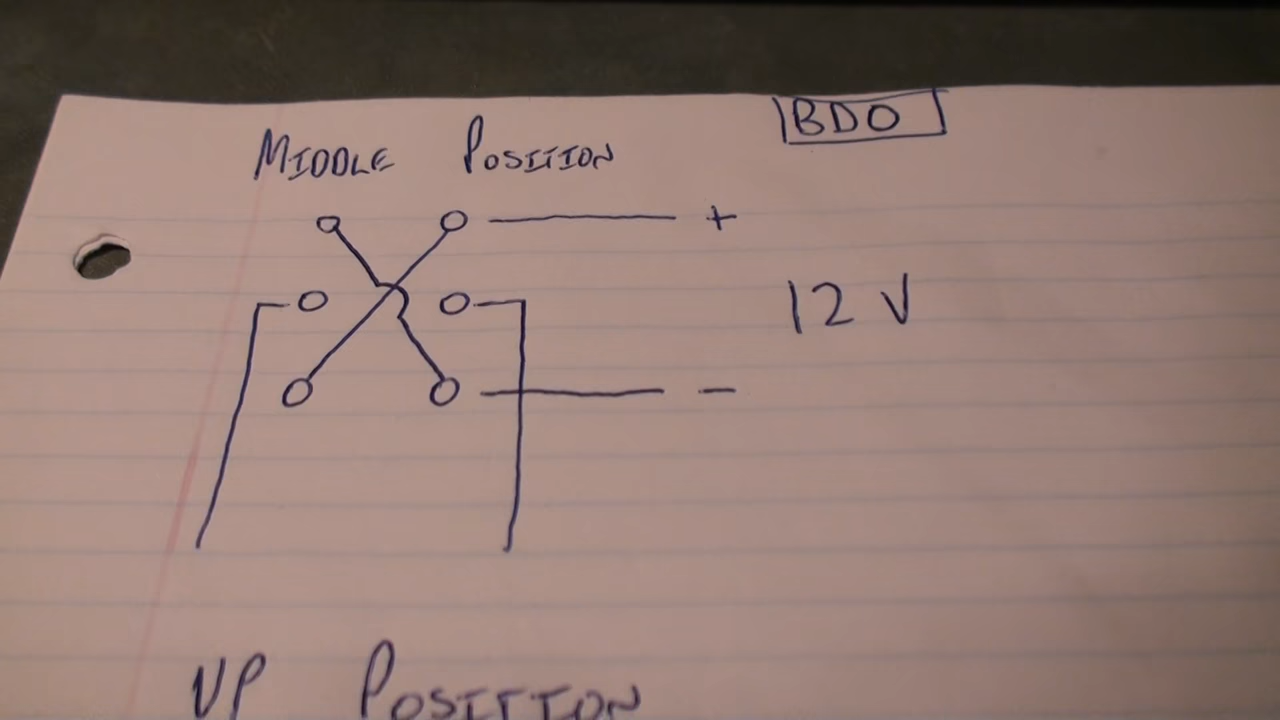 BDO
MIDDLE POSITION
+
12 V
-
UP POSITION